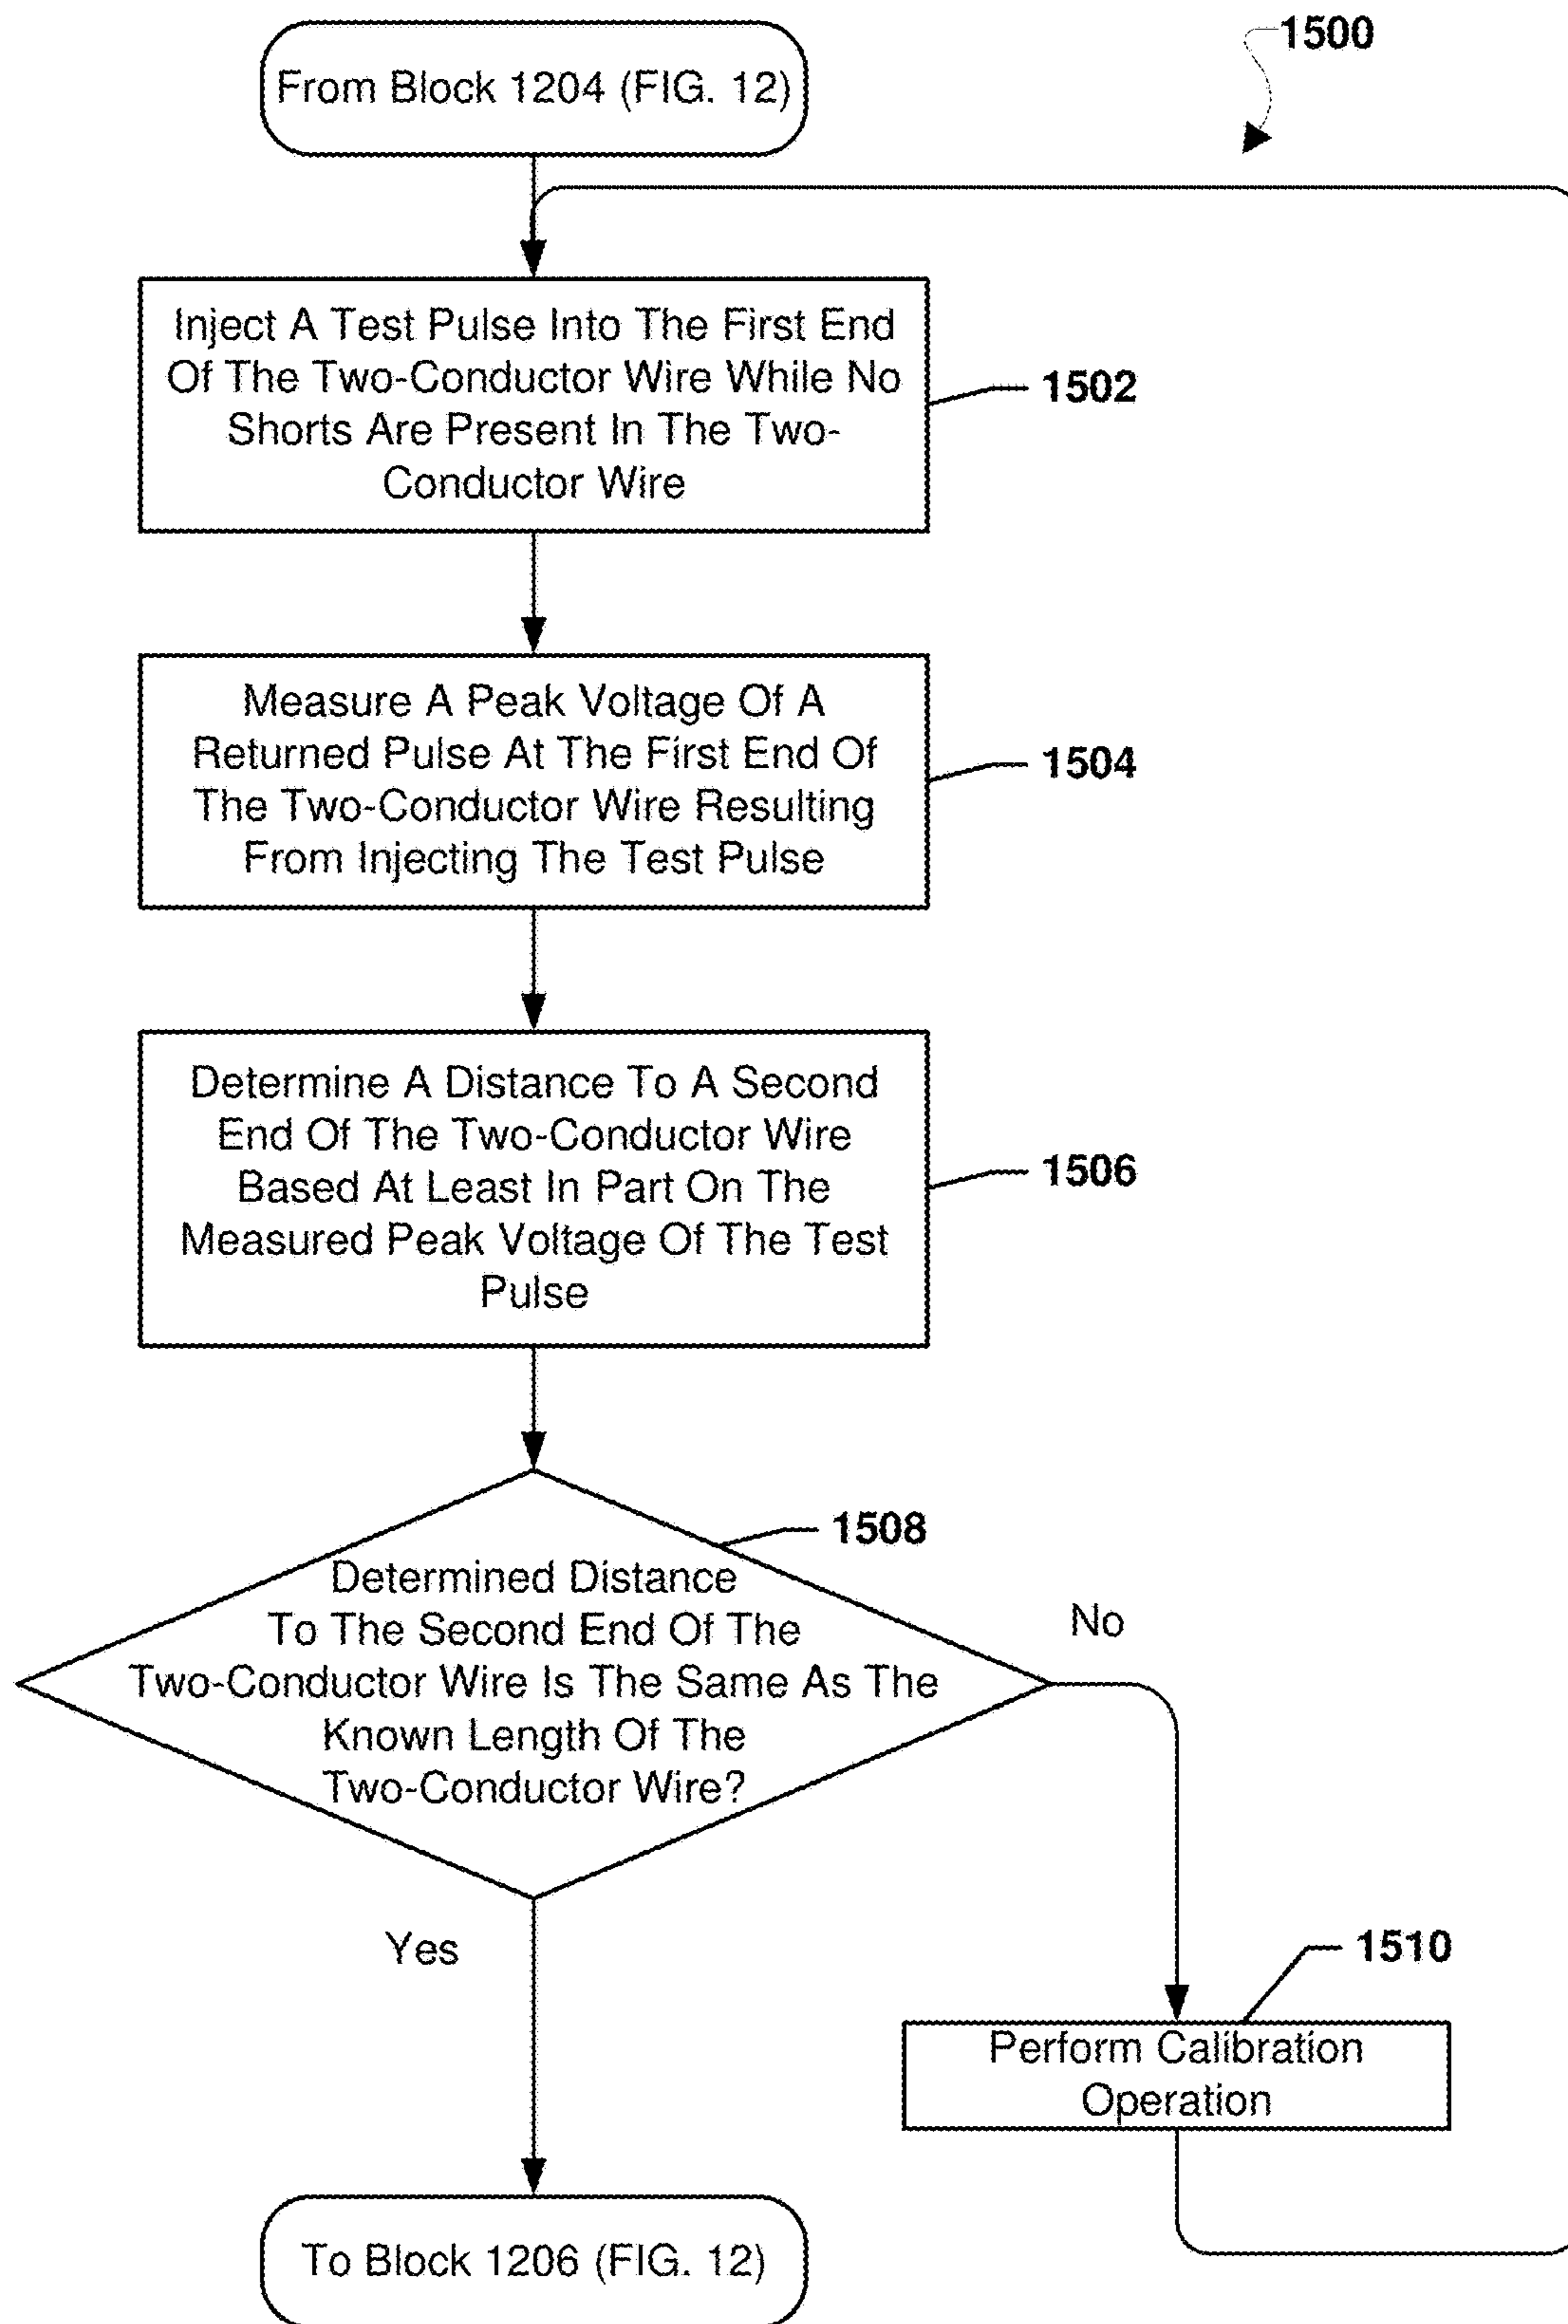 From Block 1204 (FIG. 12)
1500
Inject A Test Pulse Into The First End
Of The Two-Conductor Wire While No
Shorts Are Present In The Two-
Conductor Wire
1502
Measure A Peak Voltage Of A
Returned Pulse At The First End Of
The Two-Conductor Wire Resulting
From Injecting The Test Pulse
1504
Determine A Distance To A Second
End Of The Two-Conductor Wire
Based At Least In Part On The
Measured Peak Voltage Of The Test
Pulse
1506
1508
Determined Distance
To The Second End Of The
Two-Conductor Wire Is The Same As The
Known Length Of The
Two-Conductor Wire?
No
Yes
1510
Perform Calibration
Operation
To Block 1206 (FIG. 12)